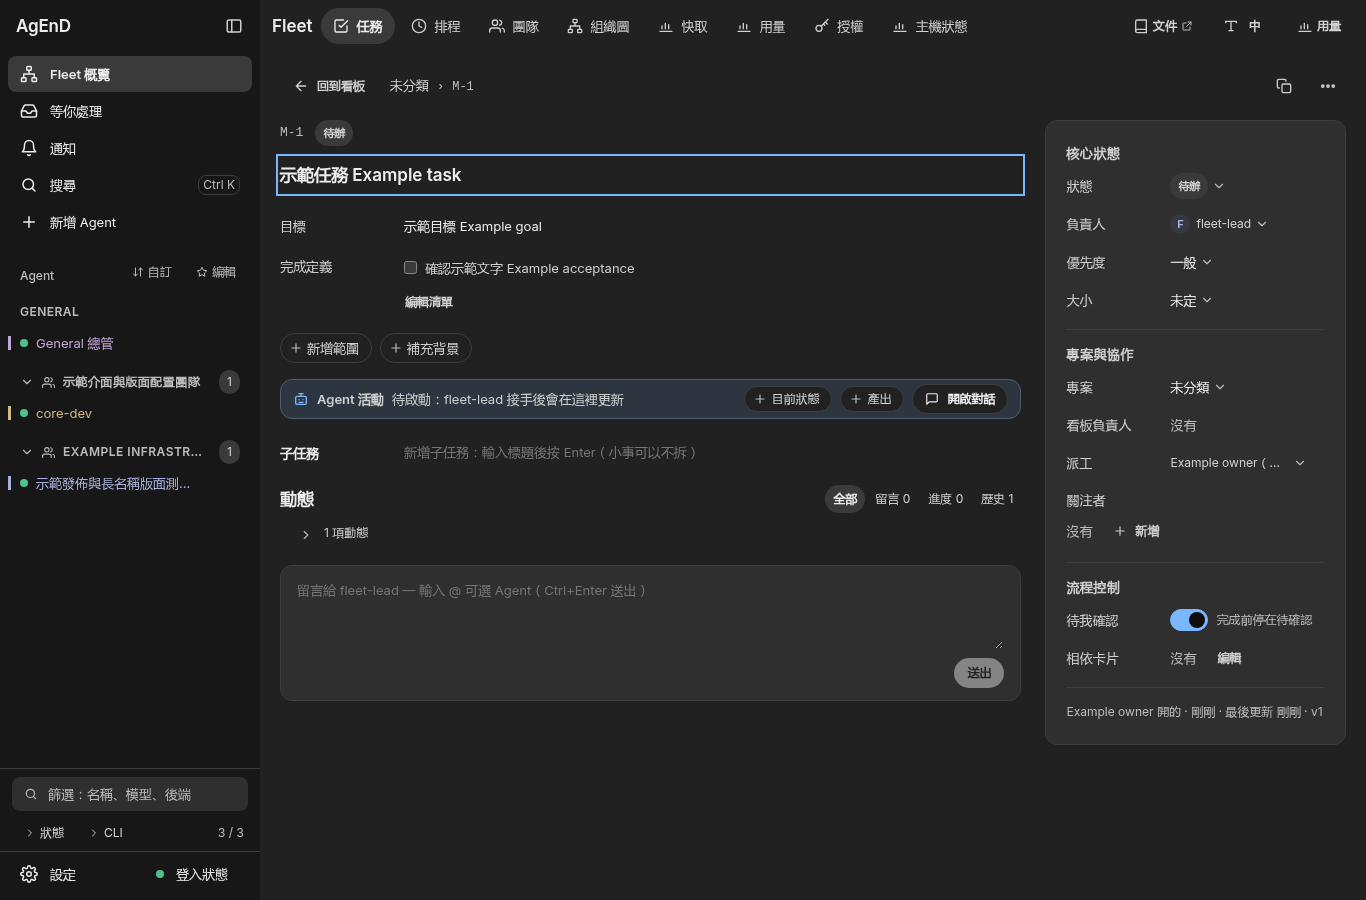 AgEnD
Fleet 概覽
等你處理
通知
搜尋 Ctrl K
新增 Agent
Agent 自訂 編輯
GENERAL
General 總管
示範介面與版面配置團隊 1
core-dev
EXAMPLE INFRASTR... 1
示範發佈與長名稱版面測...
篩選：名稱、模型、後端
狀態 CLI 3 / 3
設定 登入狀態
Fleet 任務 排程 團隊 組織圖 快取 用量 授權 主機狀態 文件 中 用量
回到看板 未分類 › M-1
M-1 待辦
示範任務 Example task
目標 示範目標 Example goal
完成定義 確認示範文字 Example acceptance
編輯清單
新增範圍 補充背景
Agent 活動 待啟動：fleet-lead 接手後會在這裡更新 目前狀態 產出 開啟對話
子任務 新增子任務：輸入標題後按 Enter（小事可以不拆）
動態 全部 留言 0 進度 0 歷史 1
1 項動態
留言給 fleet-lead — 輸入 @ 可選 Agent（Ctrl+Enter 送出）
送出
核心狀態
狀態 待辦
負責人 F fleet-lead
優先度 一般
大小 未定
專案與協作
專案 未分類
看板負責人 沒有
派工 Example owner（...
關注者
沒有 新增
流程控制
待我確認 完成前停在待確認
相依卡片 沒有 編輯
Example owner 開的 · 剛剛 · 最後更新 剛剛 · v1